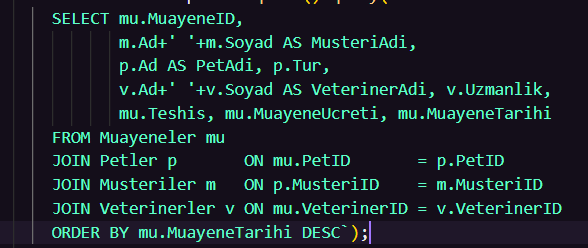 SELECT mu.MuayeneID,
m.Ad+' '+m.Soyad AS MusteriAdi,
p.Ad AS PetAdi, p.Tur,
v.Ad+' '+v.Soyad AS VeterinerAdi, v.Uzmanlik,
mu.Teshis, mu.MuayeneUcreti, mu.MuayeneTarihi
FROM Muayeneler mu
JOIN Petler p ON mu.PetID = p.PetID
JOIN Musteriler m ON p.MusteriID = m.MusteriID
JOIN Veterinerler v ON mu.VeterinerID = v.VeterinerID
ORDER BY mu.MuayeneTarihi DESC`);